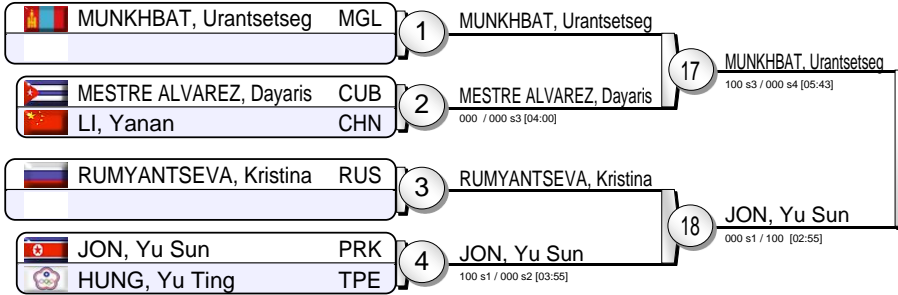 MUNKHBAT, Urantsetseg MGL
1
MUNKHBAT, Urantsetseg
MESTRE ALVAREZ, Dayaris CUB
LI, Yanan CHN
2
MESTRE ALVAREZ, Dayaris
000 / 000 s3 [04:00]
17
MUNKHBAT, Urantsetseg
100 s3 / 000 s4 [05:43]
RUMYANTSEVA, Kristina RUS
3
RUMYANTSEVA, Kristina
JON, Yu Sun PRK
HUNG, Yu Ting TPE
4
JON, Yu Sun
100 s1 / 000 s2 [03:55]
18
JON, Yu Sun
000 s1 / 100 [02:55]